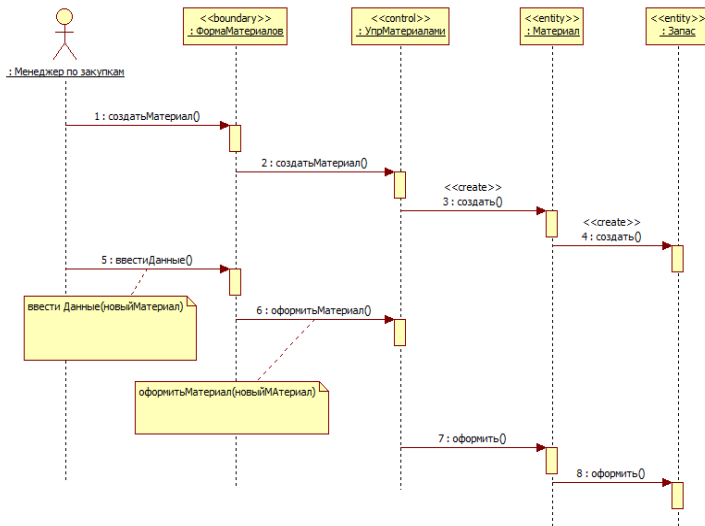 <<boundary>>
: ФормаМатериалов
<<control>>
: УпрМатериалами
<<entity>>
: Материал
<<entity>>
: Запас
: Менеджер по закупкам
1 : создатьМатериал()
2 : создатьМатериал()
<<create>>
3 : создать()
<<create>>
4 : создать()
5 : ввестиДанные()
ввести Данные(новыйМатериал)
6 : оформитьМатериал()
оформитьМатериал(новыйМАтериал)
7 : оформить()
8 : оформить()